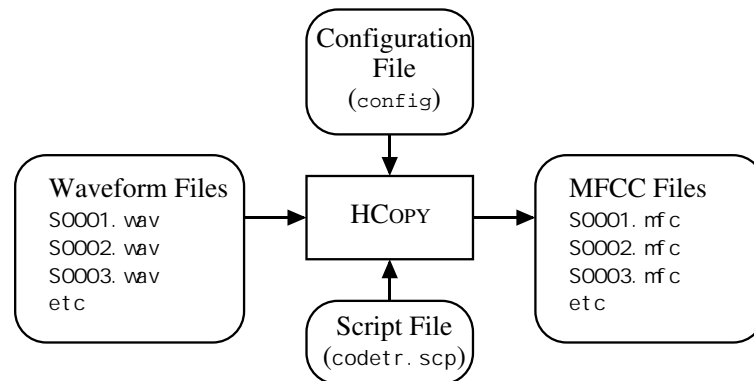 Configuration
File
(config)
Waveform Files
S0001.wav
S0002.wav
S0003.wav
etc
HCOPY
MFCC Files
S0001.mfc
S0002.mfc
S0003.mfc
etc
Script File
(codetr.scp)